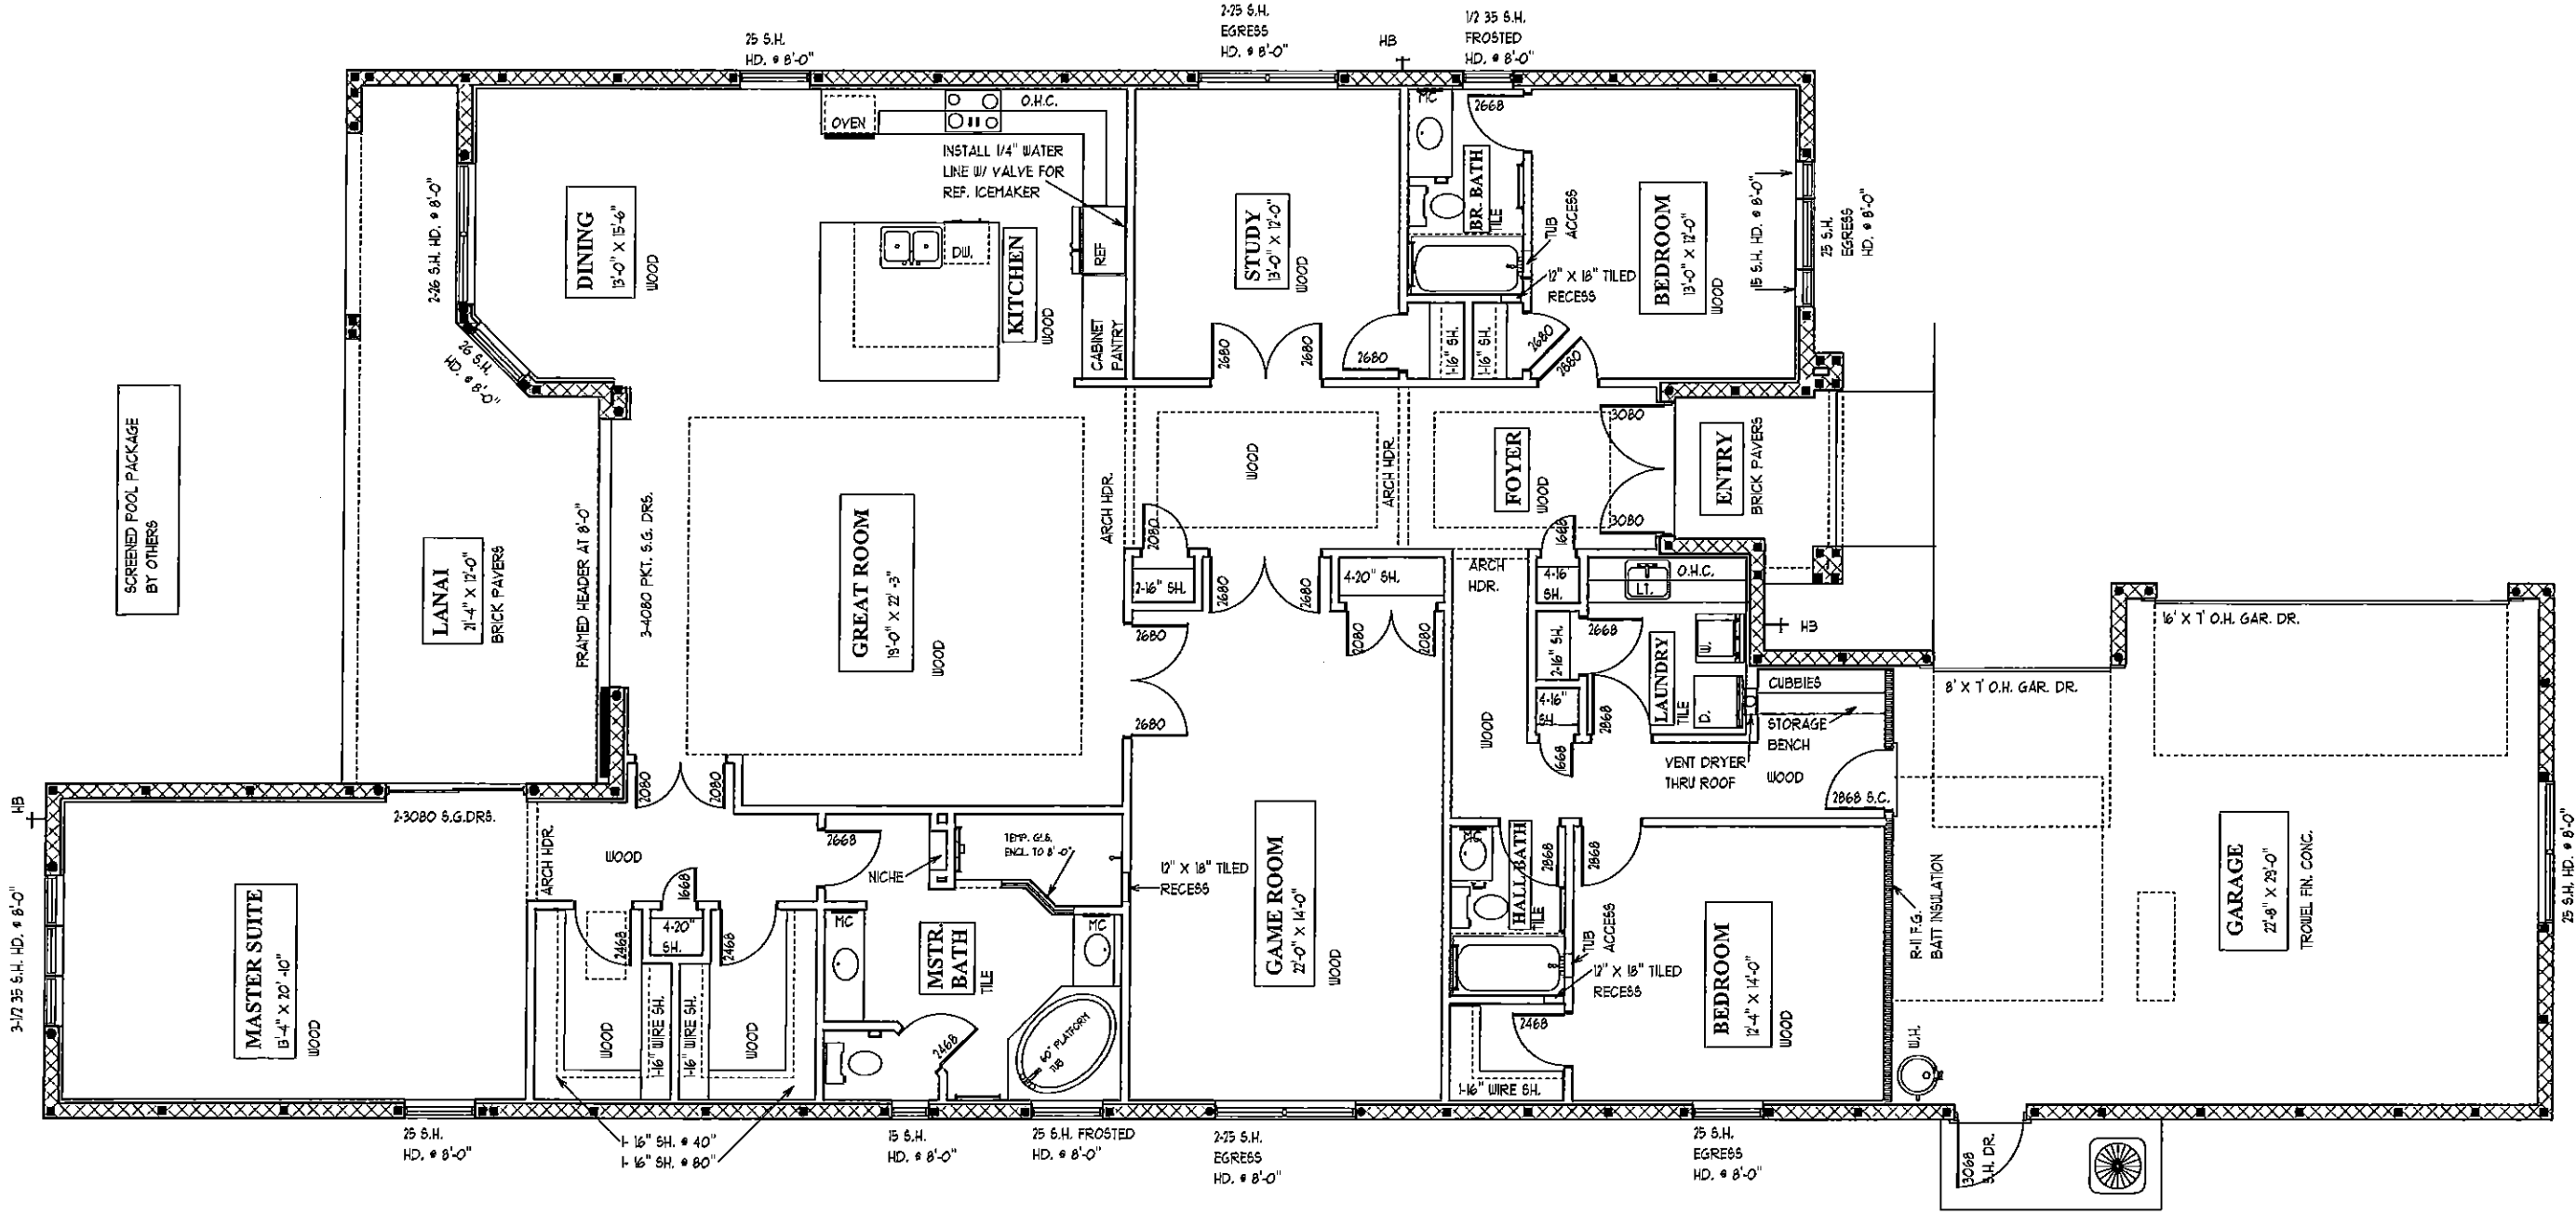 25 S.H.
HD. @ 8'-0"
2-25 S.H.
EGRESS
HD. @ 8'-0"
HB
1/2 35 S.H.
FROSTED
HD. @ 8'-0"
OVEN
O.H.C.
INSTALL 1/4" WATER
LINE W/ VALVE FOR
REF. ICEMAKER
MC
2668
2-26 S.H. HD. @ 8'-0"
26 S.H.
HD. @ 8'-0"
DINING
13'-0" X 15'-6"
WOOD
DW.
KITCHEN
WOOD
REF
CABINET
PANTRY
STUDY
13'-0" X 12'-0"
WOOD
2680
2680
2680
BR. BATH
TILE
TUB
ACCESS
12" X 18" TILED
RECESS
1-16" SH.
1-16" SH.
2680
2680
BEDROOM
13'-0" X 12'-0"
WOOD
15 S.H. HD. @ 8'-0"
25 S.H.
EGRESS
HD. @ 8'-0"
SCREENED POOL PACKAGE
BY OTHERS
LANAI
21'-4" X 12'-0"
BRICK PAVERS
FRAMED HEADER AT 8'-0"
3-4080 PKT. S.G. DRS.
GREAT ROOM
19'-0" X 22'-3"
WOOD
ARCH HDR.
WOOD
ARCH HDR.
FOYER
WOOD
3080
3080
ENTRY
BRICK PAVERS
2080
2-16" SH.
2680
2680
4-20" SH.
2080
2080
ARCH
HDR.
1668
4-16"
SH.
LT.
O.H.C.
2668
2-16" SH.
W.
LAUNDRY
TILE
D.
4-16"
SH.
2868
1668
WOOD
HB
CUBBIES
STORAGE
BENCH
VENT DRYER
THRU ROOF
WOOD
2868 S.C.
16' X 7' O.H. GAR. DR.
8' X 7' O.H. GAR. DR.
2680
2680
HB
2-3080 S.G.DRS.
2080
2080
ARCH HDR.
WOOD
2668
NICHE
TEMP. GLS.
ENCL. TO 8'-0"
12" X 18" TILED
RECESS
3-1/2 35 S.H. HD. @ 8'-0"
MASTER SUITE
13'-4" X 20'-10"
WOOD
1668
4-20"
SH.
2468
2468
WOOD
1-16" WIRE SH.
1-16" WIRE SH.
WOOD
MC
MSTR.
BATH
TILE
MC
2468
60" PLATFORM
TUB
GAME ROOM
22'-0" X 14'-0"
WOOD
HALL BATH
TILE
2868
2868
TUB
ACCESS
12" X 18" TILED
RECESS
2468
1-16" WIRE SH.
BEDROOM
12'-4" X 14'-0"
WOOD
R-11 F.G.
BATT INSULATION
W.H.
GARAGE
22'-8" X 29'-0"
TROWEL FIN. CONC.
25 S.H. HD. @ 8'-0"
25 S.H.
HD. @ 8'-0"
1- 16" SH. @ 40"
1- 16" SH. @ 80"
15 S.H.
HD. @ 8'-0"
25 S.H. FROSTED
HD. @ 8'-0"
2-25 S.H.
EGRESS
HD. @ 8'-0"
25 S.H.
EGRESS
HD. @ 8'-0"
3068
S.H. DR.